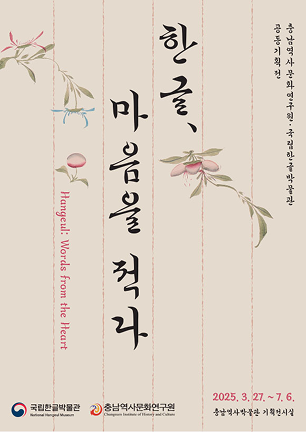 충남역사문화연구원·국립한글박물관
공동기획전
한글,
마음을 적다
Hangeul: Words from the Heart
2025. 3. 27. ~ 7. 6.
충남역사박물관 기획전시실
국립한글박물관
National Hangeul Museum
충남역사문화연구원
Chungnam Institute of History and Culture